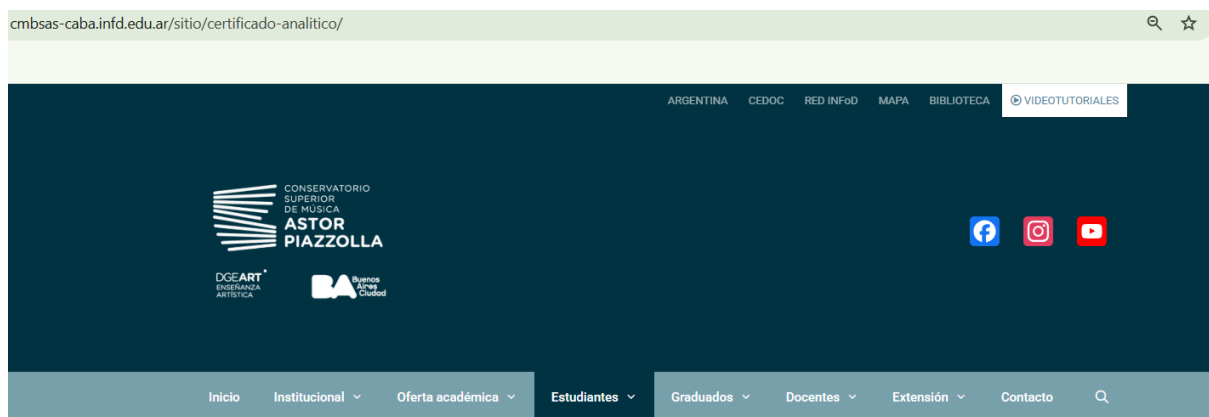 cmbsas-caba.infd.edu.ar/sitio/certificado-analitico/
ARGENTINA CEDOC RED INFoD MAPA BIBLIOTECA VIDEOTUTORIALES
CONSERVATORIO
SUPERIOR
DE MÚSICA
ASTOR
PIAZZOLLA
DGEART
ENSEÑANZA
ARTÍSTICA
BA Buenos
Aires
Ciudad
Inicio Institucional Oferta académica Estudiantes Graduados Docentes Extensión Contacto